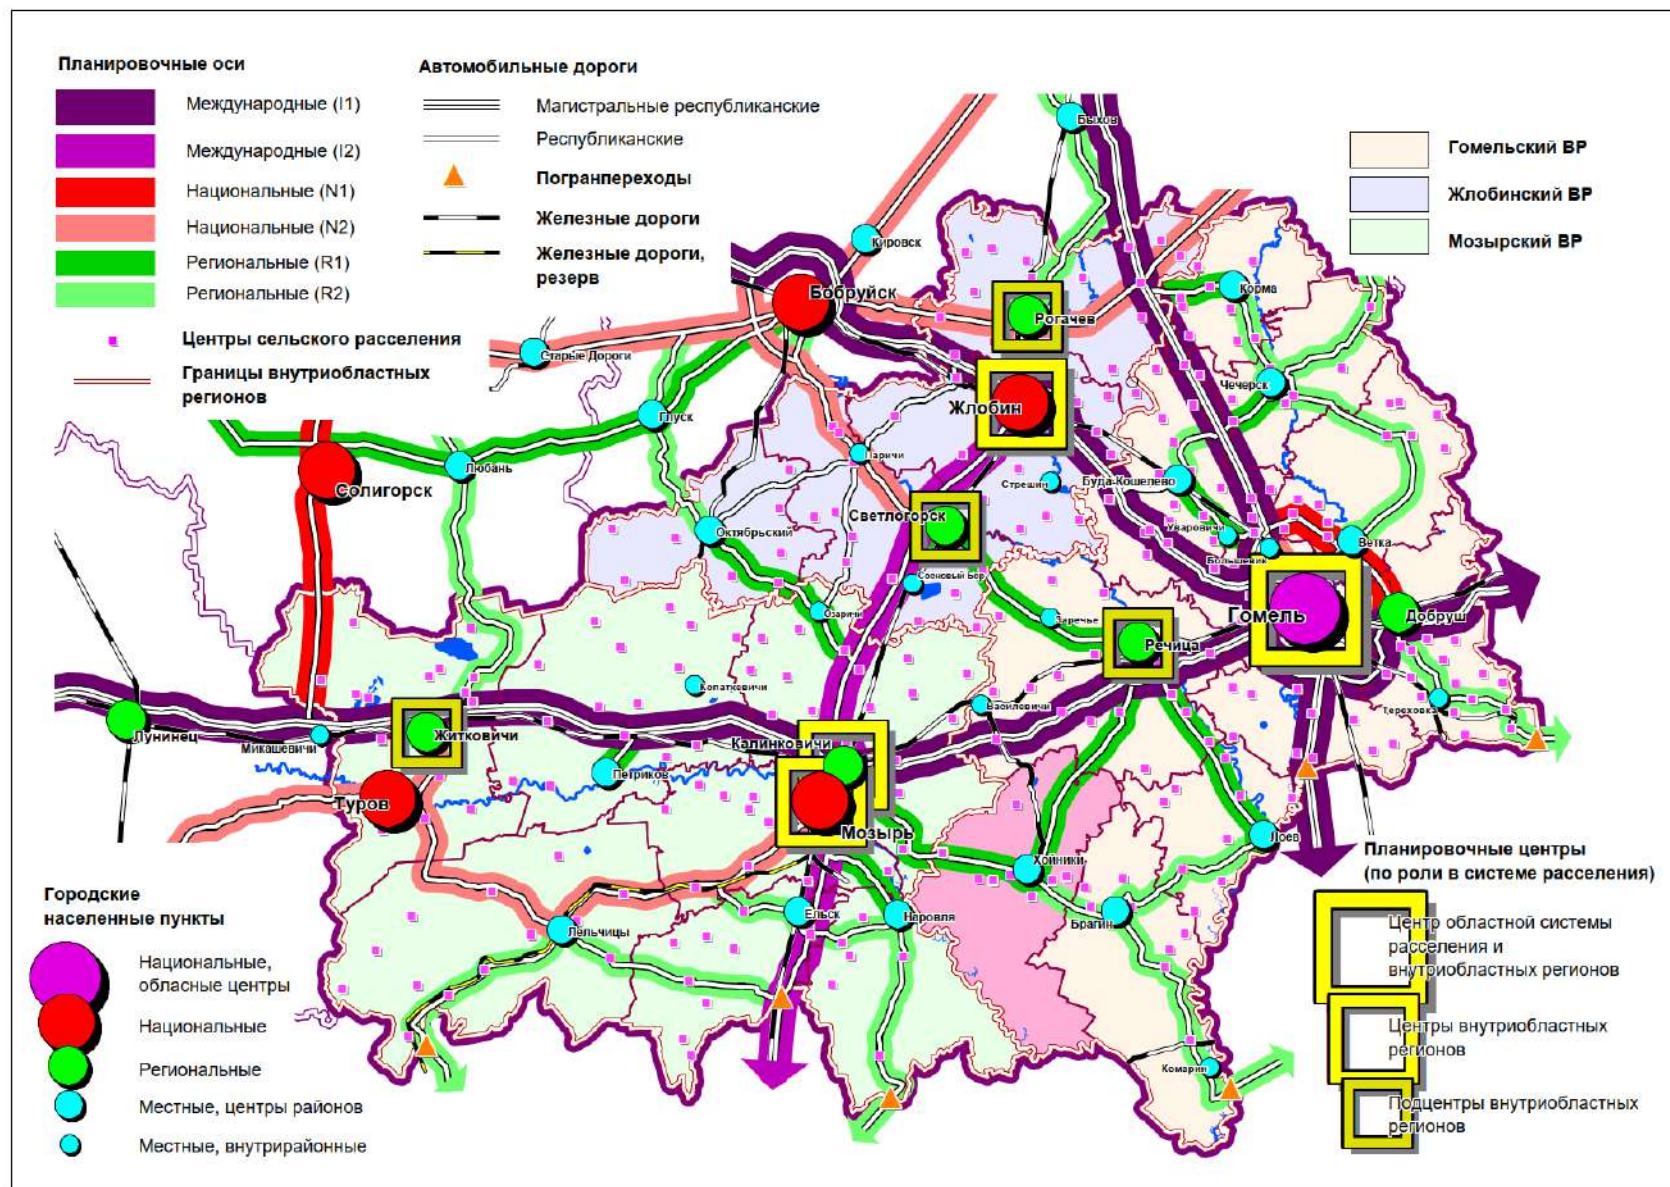 Планировочные оси
Международные (I1)
Международные (I2)
Национальные (N1)
Национальные (N2)
Региональные (R1)
Региональные (R2)
Центры сельского расселения
Границы внутриобластных
регионов
Автомобильные дороги
Магистральные республиканские
Республиканские
Погранпереходы
Железные дороги
Железные дороги,
резерв
Гомельский ВР
Жлобинский ВР
Мозырский ВР
Быхов
Кировск
Бобруйск
Рогачев
Корма
Старые Дороги
Чечерск
Жлобин
Глуск
Паричи
Любань
Солигорск
Стрешин
Буда-Кошелево
Светлогорск
Октябрьский
Уваровичи
Ветка
Большевик
Сосновый Бор
Озаричи
Заречье
Гомель
Добруш
Речица
Копаткевичи
Василевичи
Тереховка
Лунинец
Микашевичи
Житковичи
Калинковичи
Петриков
Туров
Мозырь
Лоев
Хойники
Ельск
Наровля
Брагин
Лельчицы
Комарин
Городские
населенные пункты
Национальные,
обласные центры
Национальные
Региональные
Местные, центры районов
Местные, внутрирайонные
Планировочные центры
(по роли в системе расселения)
Центр областной системы
расселения и
внутриобластных регионов
Центры внутриобластных
регионов
Подцентры внутриобластных
регионов